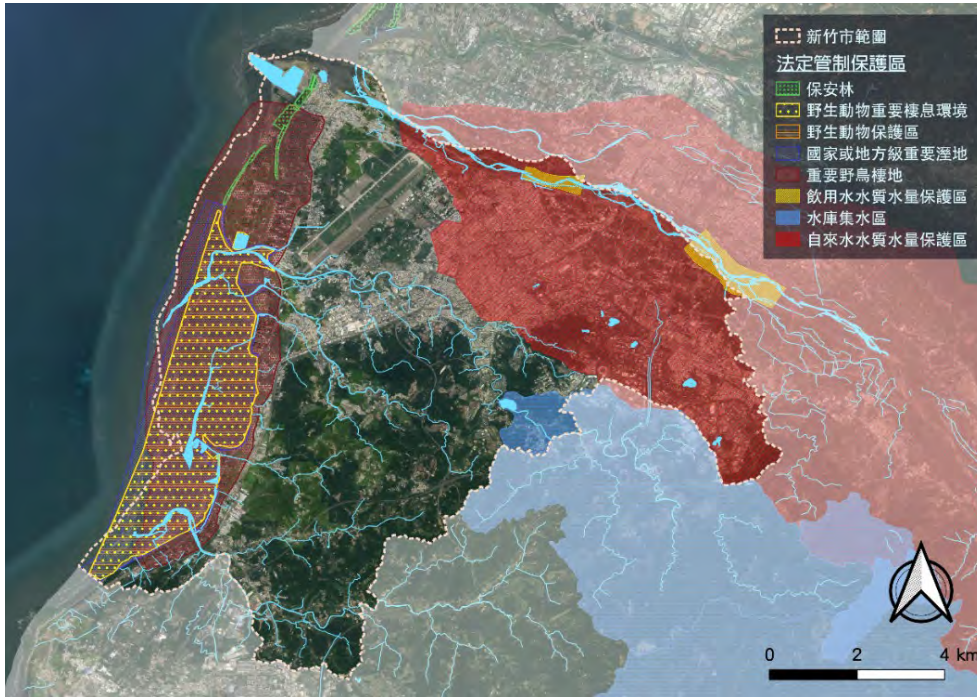 新竹市範圍
法定管制保護區
保安林
野生動物重要棲息環境
野生動物保護區
國家或地方級重要溼地
重要野鳥棲地
飲用水水質水量保護區
水庫集水區
自來水水質水量保護區
0 2 4 km